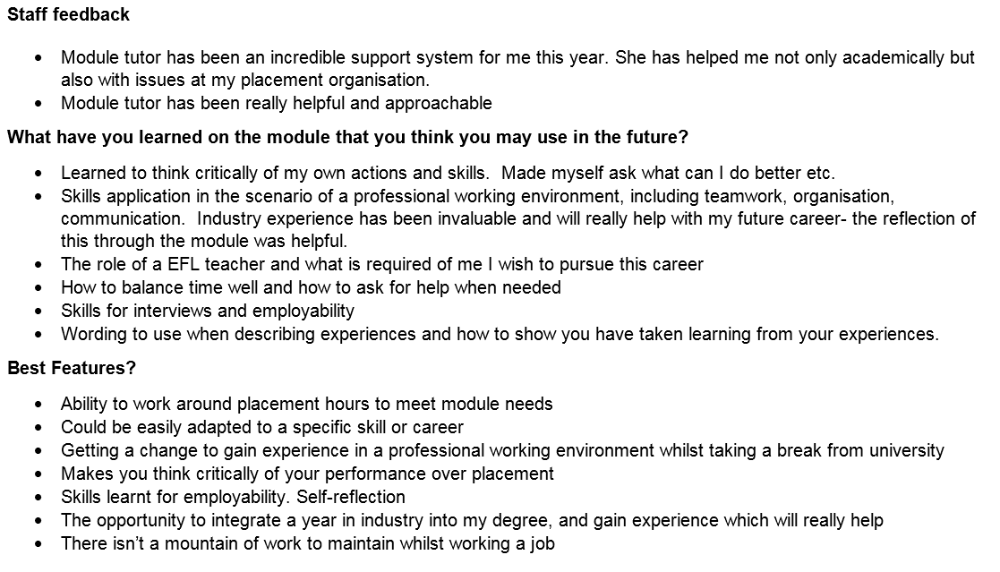 Staff feedback
• Module tutor has been an incredible support system for me this year. She has helped me not only academically but
also with issues at my placement organisation.
• Module tutor has been really helpful and approachable
What have you learned on the module that you think you may use in the future?
• Learned to think critically of my own actions and skills.  Made myself ask what can I do better etc.
• Skills application in the scenario of a professional working environment, including teamwork, organisation,
communication.  Industry experience has been invaluable and will really help with my future career- the reflection of
this through the module was helpful.
• The role of a EFL teacher and what is required of me I wish to pursue this career
• How to balance time well and how to ask for help when needed
• Skills for interviews and employability
• Wording to use when describing experiences and how to show you have taken learning from your experiences.
Best Features?
• Ability to work around placement hours to meet module needs
• Could be easily adapted to a specific skill or career
• Getting a change to gain experience in a professional working environment whilst taking a break from university
• Makes you think critically of your performance over placement
• Skills learnt for employability. Self-reflection
• The opportunity to integrate a year in industry into my degree, and gain experience which will really help
• There isn’t a mountain of work to maintain whilst working a job